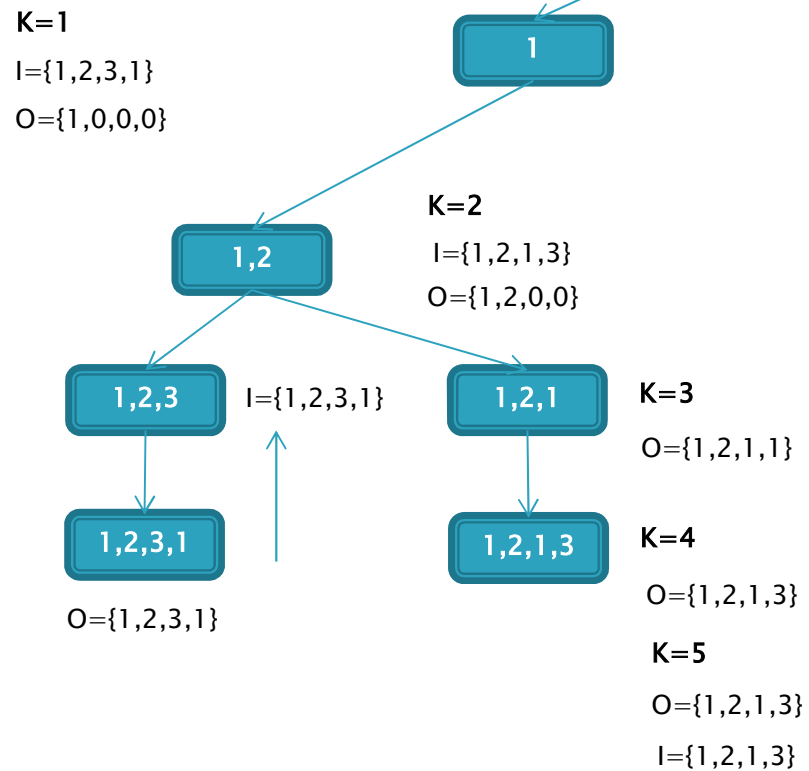 K=1
I={1,2,3,1}
O={1,0,0,0}
1
K=2
I={1,2,1,3}
O={1,2,0,0}
1,2
1,2,3
I={1,2,3,1}
1,2,1
K=3
O={1,2,1,1}
1,2,3,1
O={1,2,3,1}
1,2,1,3
K=4
O={1,2,1,3}
K=5
O={1,2,1,3}
I={1,2,1,3}